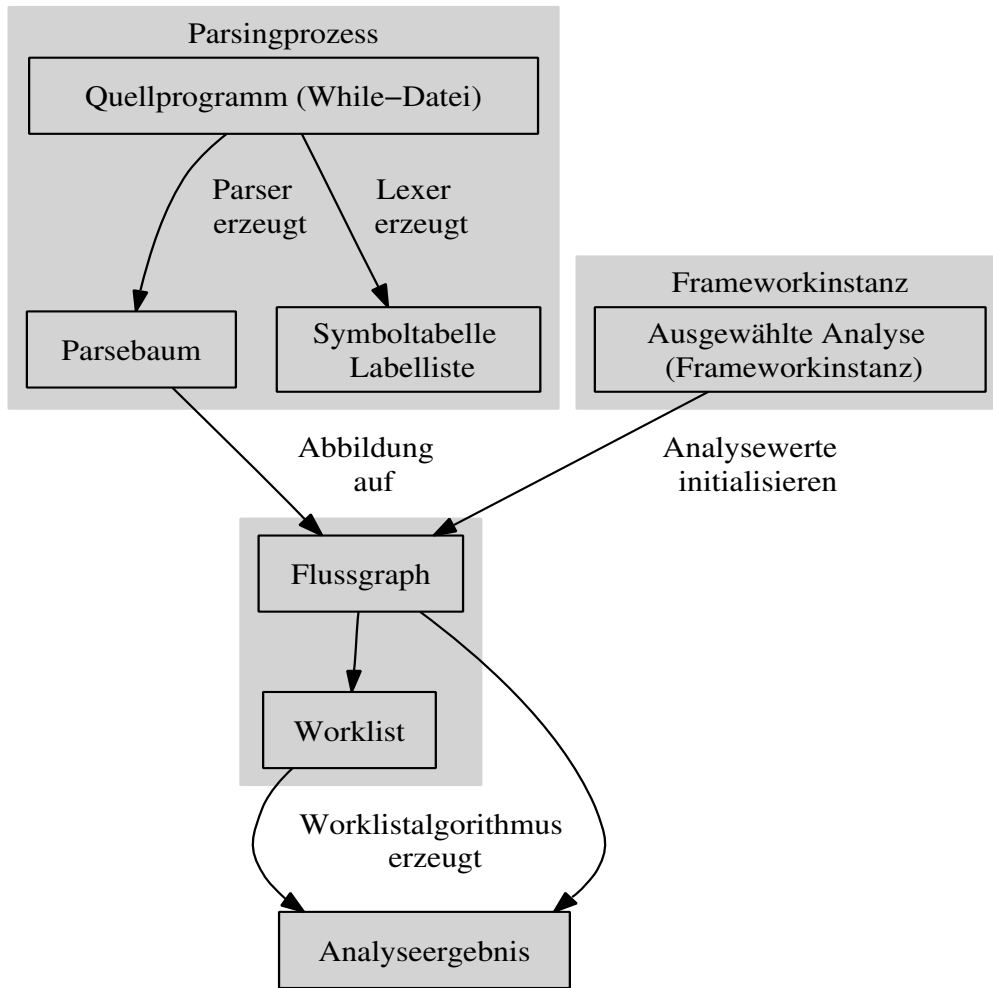 Parsingprozess
Quellprogramm (While−Datei)
Parser
erzeugt
Lexer
erzeugt
Parsebaum
Symboltabelle
Labelliste
Frameworkinstanz
Ausgewählte Analyse
(Frameworkinstanz)
Abbildung
auf
Analysewerte
initialisieren
Flussgraph
Worklist
Worklistalgorithmus
erzeugt
Analyseergebnis